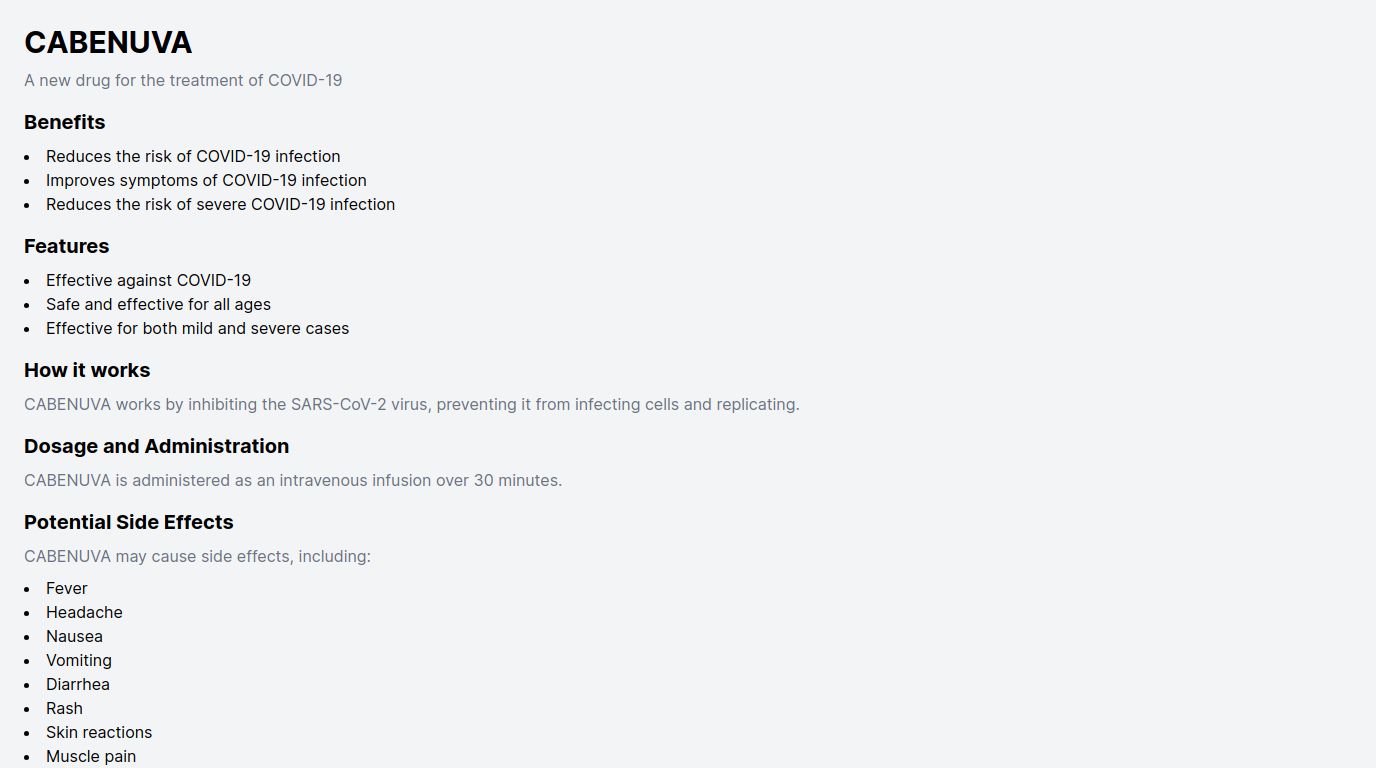 CABENUVA
A new drug for the treatment of COVID-19
Benefits
• Reduces the risk of COVID-19 infection
• Improves symptoms of COVID-19 infection
• Reduces the risk of severe COVID-19 infection
Features
• Effective against COVID-19
• Safe and effective for all ages
• Effective for both mild and severe cases
How it works
CABENUVA works by inhibiting the SARS-CoV-2 virus, preventing it from infecting cells and replicating.
Dosage and Administration
CABENUVA is administered as an intravenous infusion over 30 minutes.
Potential Side Effects
CABENUVA may cause side effects, including:
• Fever
• Headache
• Nausea
• Vomiting
• Diarrhea
• Rash
• Skin reactions
• Muscle pain